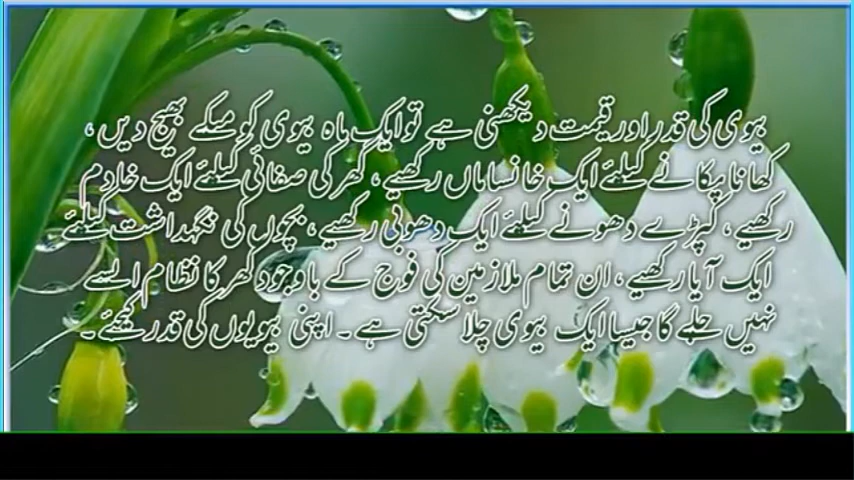 بیوی کی قدر اور قیمت دیکھنی ہے تو ایک ماہ بیوی کو میکے بھیج دیں ،
کھانا پکانے کیلئے ایک خانساماں رکھیے ، گھر کی صفائی کیلئے ایک خادم
رکھیے ، کپڑے دھونے کیلئے ایک دھوبی رکھیے ، بچوں کی نگہداشت کیلئے
ایک آیا رکھیے ، ان تمام ملازمین کی فوج کے باوجود گھر کا نظام ایسے
نہیں چلے گا جیسا ایک بیوی چلا سکتی ہے ۔ اپنی بیویوں کی قدر کیجئے ۔